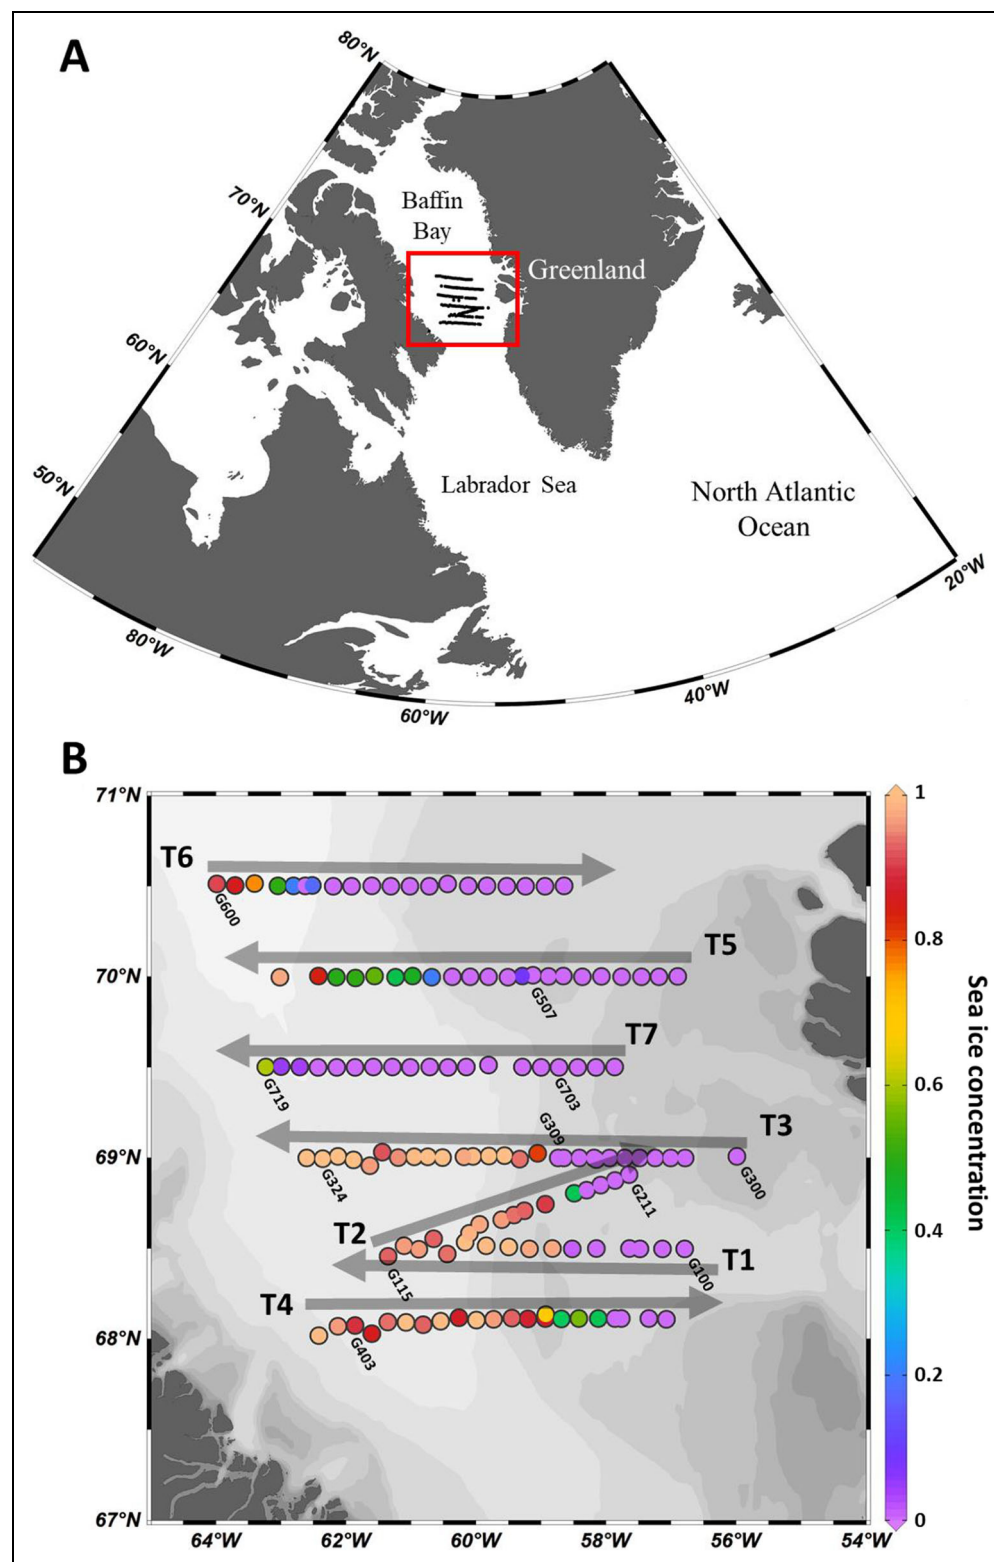 A
80°N
70°N
60°N
50°N
Baffin
Bay
Greenland
Labrador Sea
North Atlantic
Ocean
20°W
80°W
40°W
60°W
B
71°N
70°N
69°N
68°N
67°N
T6
G600
T5
G507
T7
G719
G703
G309
T3
G324
G300
T2
G211
T1
G115
G100
T4
G403
64°W
62°W
60°W
58°W
56°W
54°W
1
0.8
0.6
0.4
0.2
0
Sea ice concentration